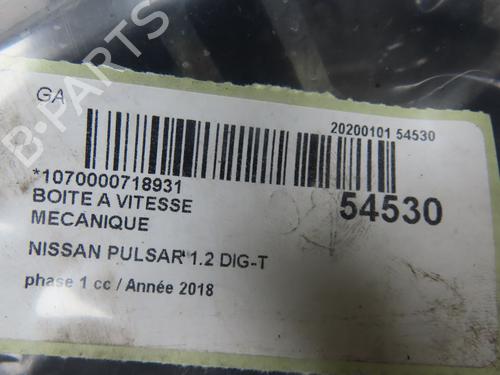 GA
20200101 54530
*1070000718931
54530
BOITE A VITESSE
MECANIQUE
NISSAN PULSAR 1.2 DIG-T
phase 1 cc / Année 2018
B-PARTS